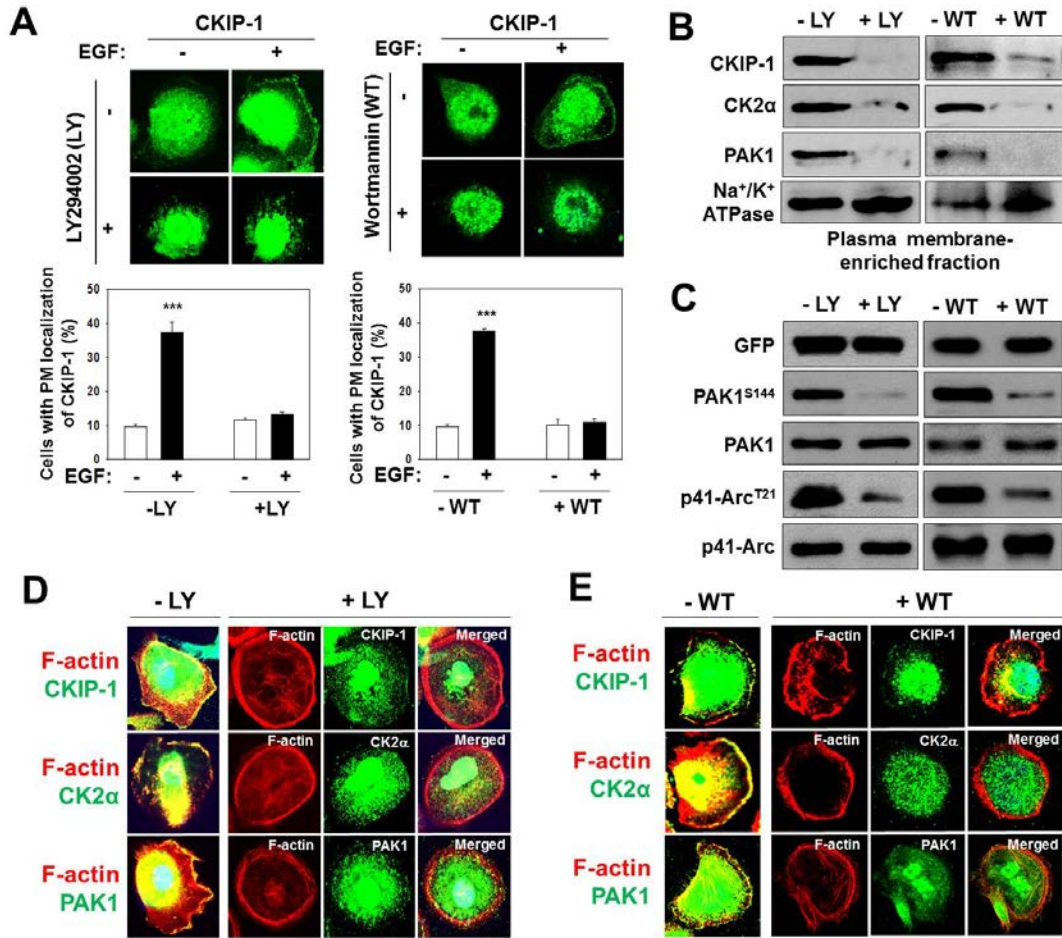 A
CKIP-1
EGF: - +
LY294002 (LY)
-
+
CKIP-1
EGF: - +
Wortmannin (WT)
-
+
Cells with PM localization
of CKIP-1 (%)
50
40
30
20
10
0
***
EGF: - + - +
-LY +LY
Cells with PM localization
of CKIP-1 (%)
50
40
30
20
10
0
***
EGF: - + - +
- WT + WT
B
- LY + LY - WT + WT
CKIP-1
CK2α
PAK1
Na⁺/K⁺
ATPase
Plasma membrane-
enriched fraction
C
- LY + LY - WT + WT
GFP
PAK1ˢ¹⁴⁴
PAK1
p41-Arcᵀ²¹
p41-Arc
D
- LY + LY
F-actin
CKIP-1
F-actin CKIP-1 Merged
F-actin
CK2α
F-actin CK2α Merged
F-actin
PAK1
F-actin PAK1 Merged
E
- WT + WT
F-actin
CKIP-1
F-actin CKIP-1 Merged
F-actin
CK2α
F-actin CK2α Merged
F-actin
PAK1
F-actin PAK1 Merged